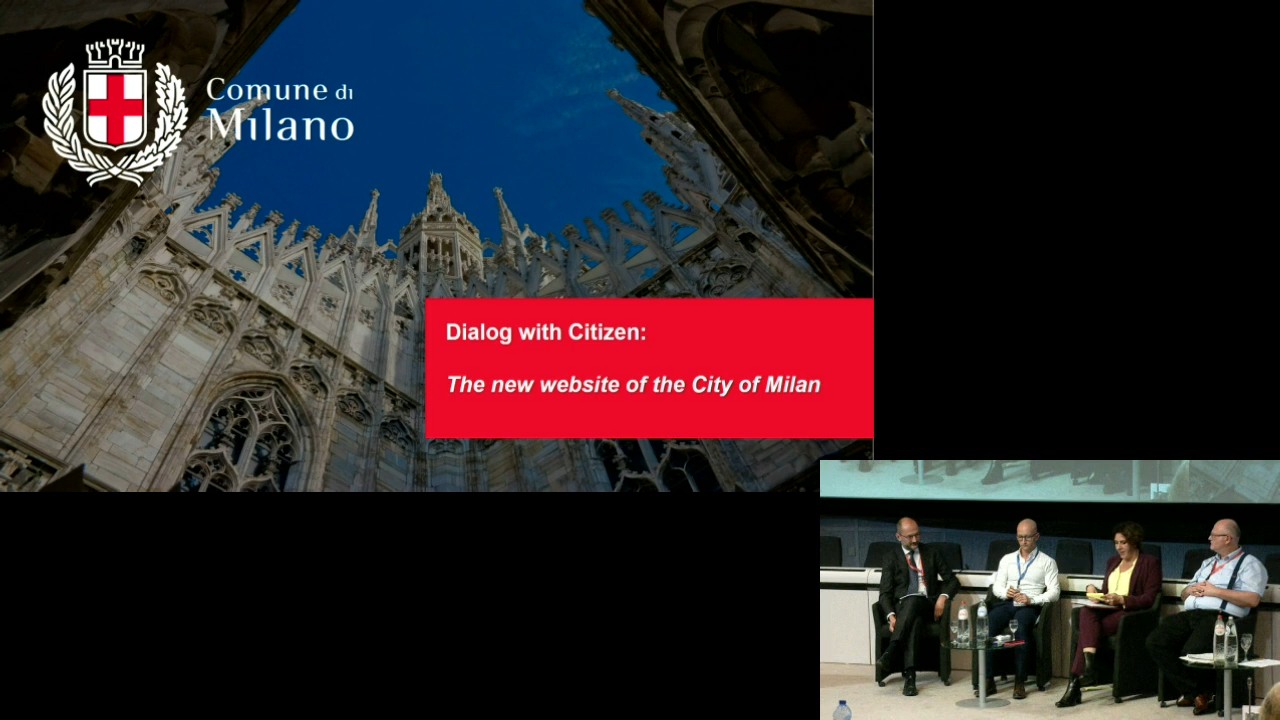 Comune di
Milano
Dialog with Citizen:
The new website of the City of Milan